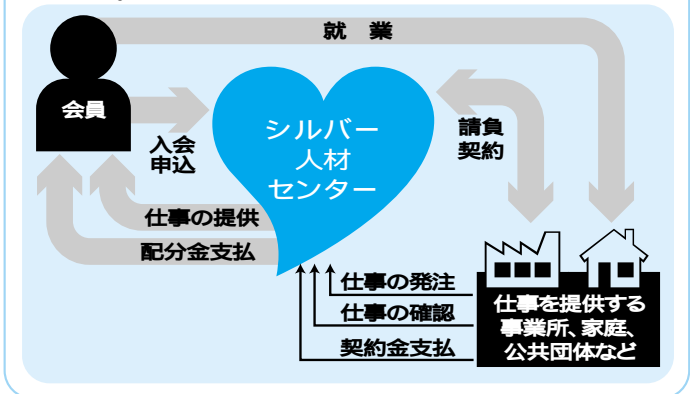 就 業
会員
シルバー
人材
センター
入会
申込
請負
契約
仕事の提供
配分金支払
仕事の発注
仕事の確認
契約金支払
仕事を提供する
事業所、家庭、
公共団体など